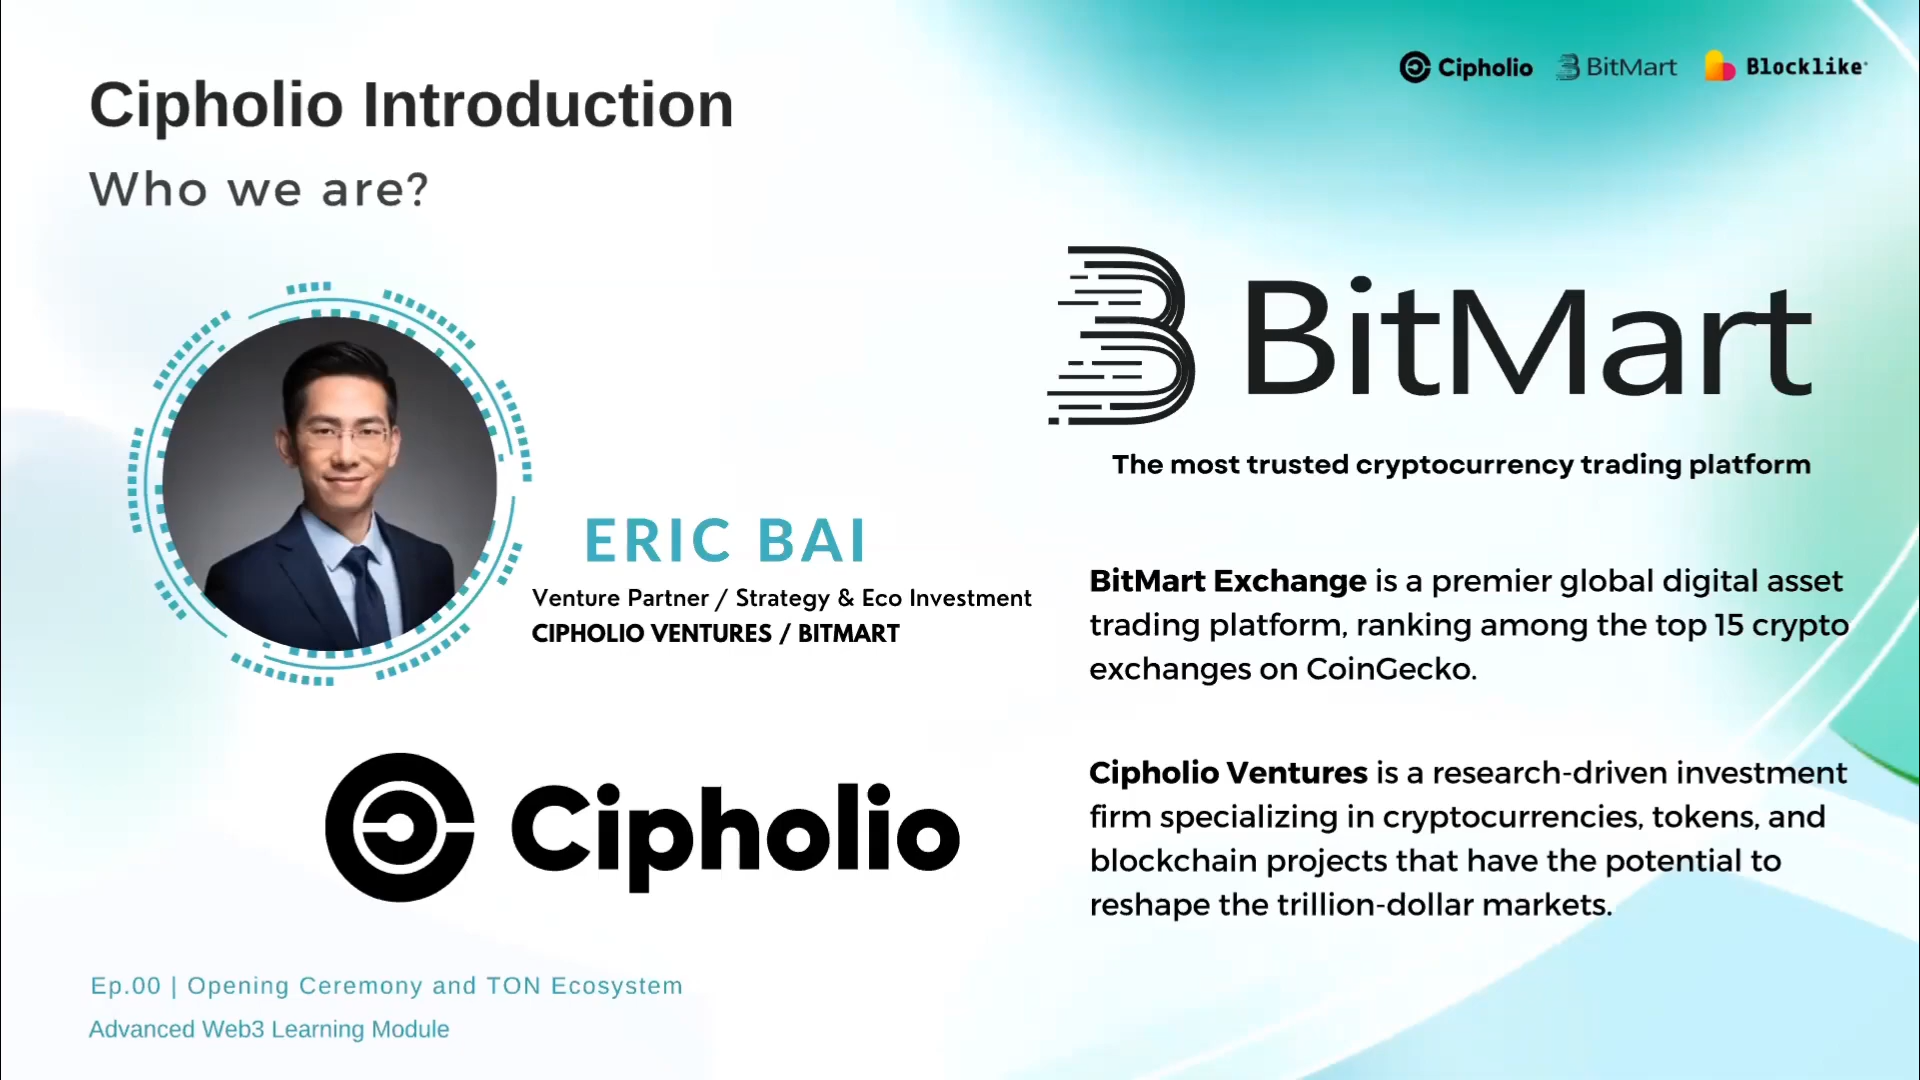 Cipholio BitMart Blocklike
Cipholio Introduction
Who we are?
ERIC BAI
Venture Partner / Strategy & Eco Investment
CIPHOLIO VENTURES / BITMART
Cipholio
BitMart
The most trusted cryptocurrency trading platform
BitMart Exchange is a premier global digital asset
trading platform, ranking among the top 15 crypto
exchanges on CoinGecko.
Cipholio Ventures is a research-driven investment
firm specializing in cryptocurrencies, tokens, and
blockchain projects that have the potential to
reshape the trillion-dollar markets.
Ep.00 | Opening Ceremony and TON Ecosystem
Advanced Web3 Learning Module